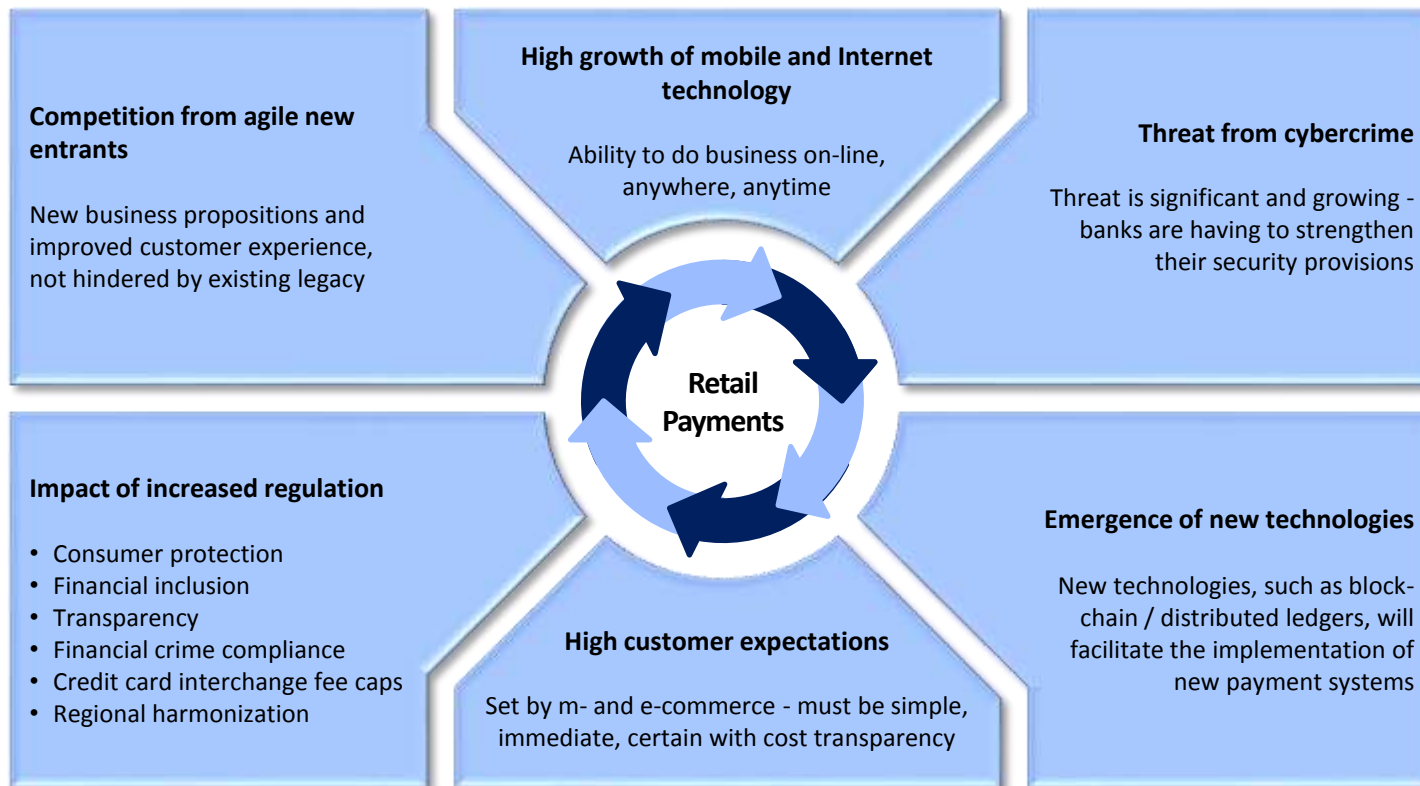 Competition from agile new
entrants
New business propositions and
improved customer experience,
not hindered by existing legacy
High growth of mobile and Internet
technology
Ability to do business on-line,
anywhere, anytime
Threat from cybercrime
Threat is significant and growing -
banks are having to strengthen
their security provisions
Retail
Payments
Impact of increased regulation
• Consumer protection
• Financial inclusion
• Transparency
• Financial crime compliance
• Credit card interchange fee caps
• Regional harmonization
High customer expectations
Set by m- and e-commerce - must be simple,
immediate, certain with cost transparency
Emergence of new technologies
New technologies, such as block-
chain / distributed ledgers, will
facilitate the implementation of
new payment systems